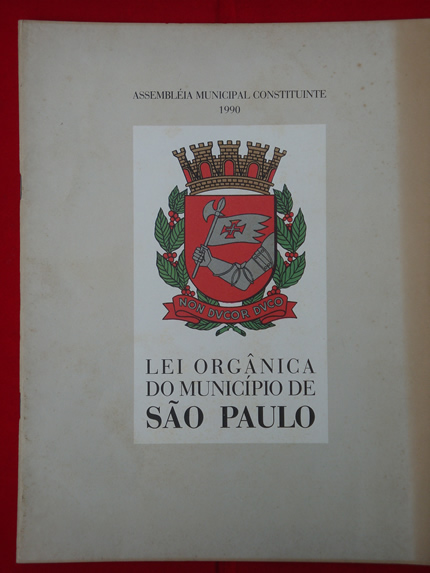 ASSEMBLÉIA MUNICIPAL CONSTITUINTE
1990
NON DVCOR DVCO
LEI ORGÂNICA
DO MUNICÍPIO DE
SÃO PAULO